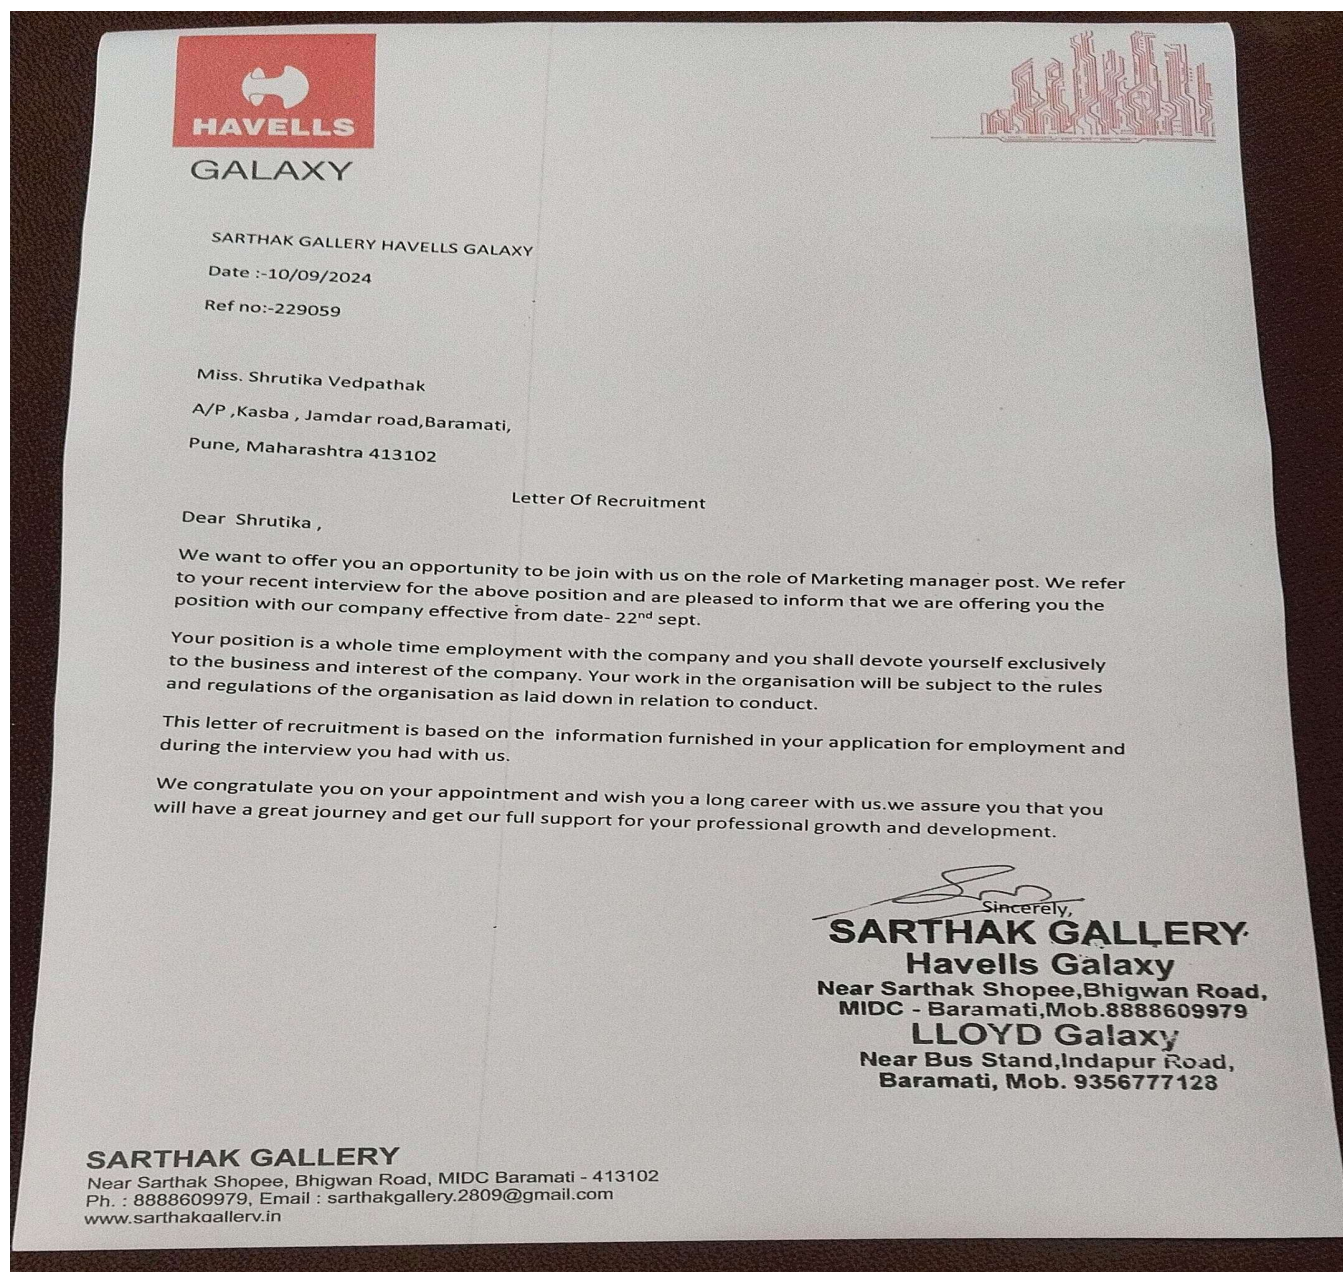 HAVELLS
GALAXY
SARTHAK GALLERY HAVELLS GALAXY
Date :-10/09/2024
Ref no:-229059
Miss. Shrutika Vedpathak
A/P ,Kasba , Jamdar road,Baramati,
Pune, Maharashtra 413102
Letter Of Recruitment
Dear Shrutika ,
We want to offer you an opportunity to be join with us on the role of Marketing manager post. We refer
to your recent interview for the above position and are pleased to inform that we are offering you the
position with our company effective from date- 22nd sept.
Your position is a whole time employment with the company and you shall devote yourself exclusively
to the business and interest of the company. Your work in the organisation will be subject to the rules
and regulations of the organisation as laid down in relation to conduct.
This letter of recruitment is based on the information furnished in your application for employment and
during the interview you had with us.
We congratulate you on your appointment and wish you a long career with us.we assure you that you
will have a great journey and get our full support for your professional growth and development.
Sincerely,
SARTHAK GALLERY
Havells Galaxy
Near Sarthak Shopee,Bhigwan Road,
MIDC - Baramati,Mob.8888609979
LLOYD Galaxy
Near Bus Stand,Indapur Road,
Baramati, Mob. 9356777128
SARTHAK GALLERY
Near Sarthak Shopee, Bhigwan Road, MIDC Baramati - 413102
Ph. : 8888609979, Email : sarthakgallery.2809@gmail.com
www.sarthakgallery.in